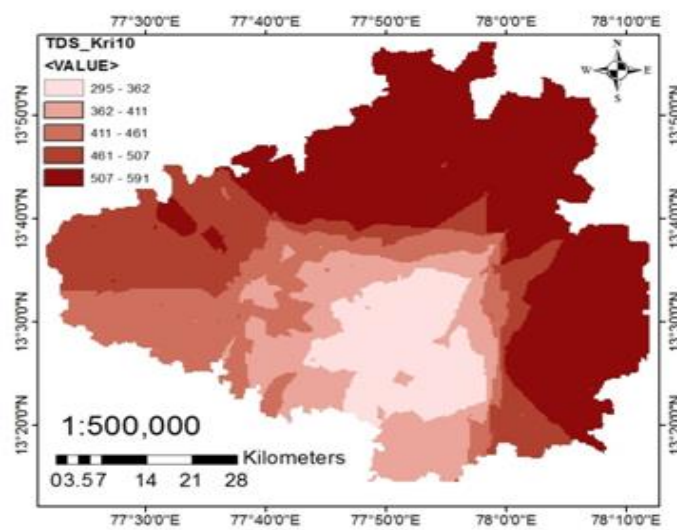 77°30'0"E 77°40'0"E 77°50'0"E 78°0'0"E 78°10'0"E
TDS_Kri10
<VALUE>
295 - 362
362 - 411
411 - 461
461 - 507
507 - 591
N
W E
S
13°50'0"N 13°50'0"N
13°40'0"N 13°40'0"N
13°30'0"N 13°30'0"N
13°20'0"N 13°20'0"N
1:500,000
Kilometers
03.57 14 21 28
77°30'0"E 77°40'0"E 77°50'0"E 78°0'0"E 78°10'0"E